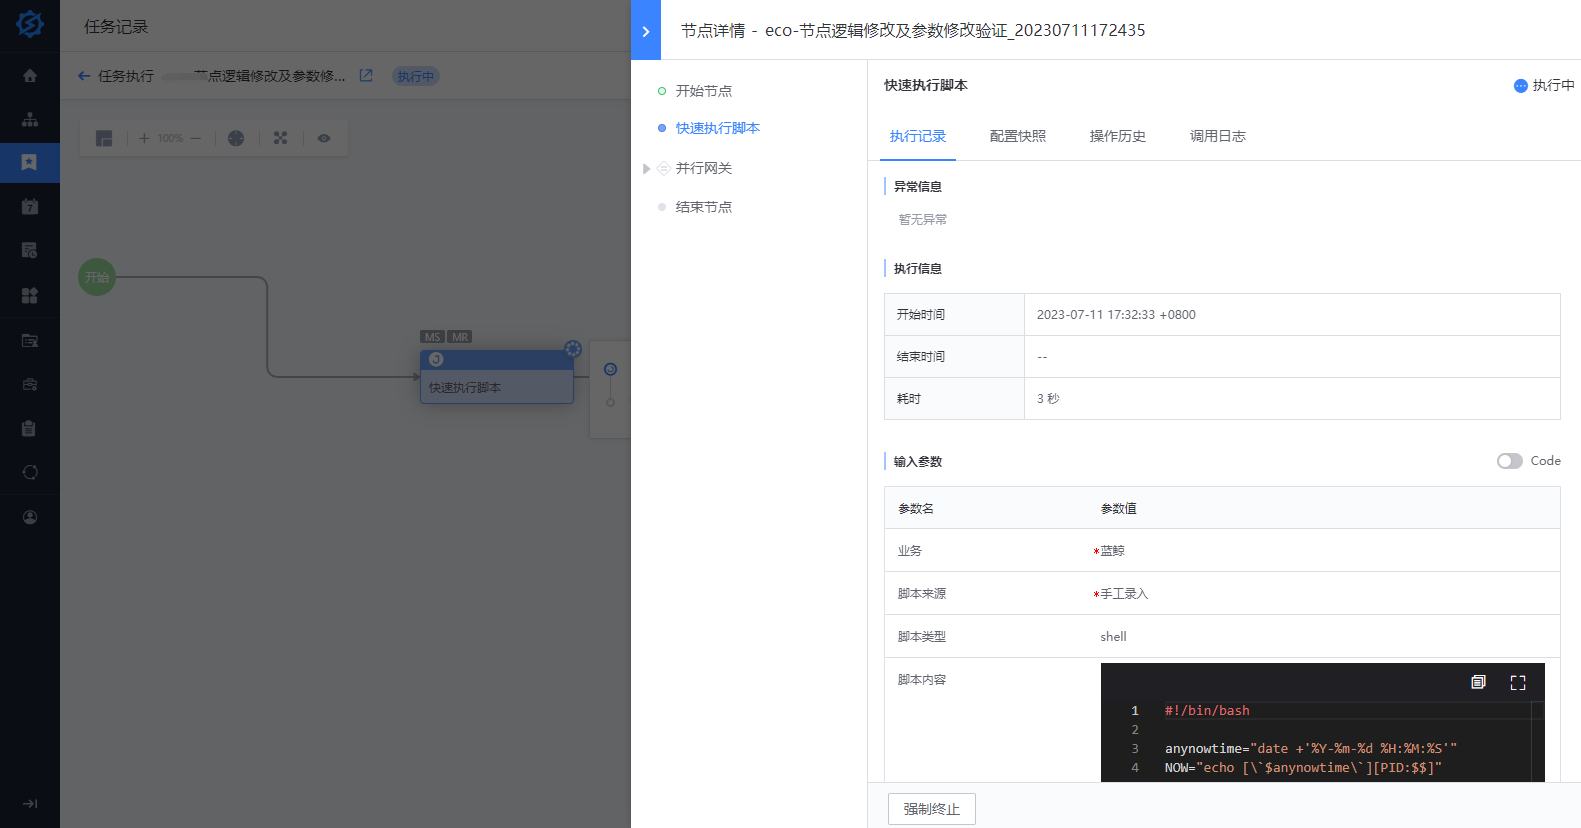 任务记录
任务执行
节点逻辑修改及参数修...
执行中
100%
7
开始
MS MR
J
快速执行脚本
节点详情 - eco-节点逻辑修改及参数修改验证_20230711172435
开始节点
快速执行脚本
并行网关
结束节点
快速执行脚本
执行中
执行记录 配置快照 操作历史 调用日志
异常信息
暂无异常
执行信息
开始时间 2023-07-11 17:32:33 +0800
结束时间 --
耗时 3 秒
输入参数
Code
参数名 参数值
业务 *蓝鲸
脚本来源 *手工录入
脚本类型 shell
脚本内容
1 #!/bin/bash
2
3 anynowtime="date +'%Y-%m-%d %H:%M:%S'"
4 NOW="echo [\`$anynowtime\`][PID:$$]"
强制终止